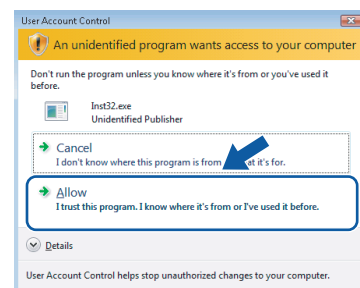 User Account Control
An unidentified program wants access to your computer
Don't run the program unless you know where it's from or you've used it
before.
Inst32.exe
Unidentified Publisher
Cancel
I don't know where this program is from at it's for.
Allow
I trust this program. I know where it's from or I've used it before.
Details
User Account Control helps stop unauthorized changes to your computer.